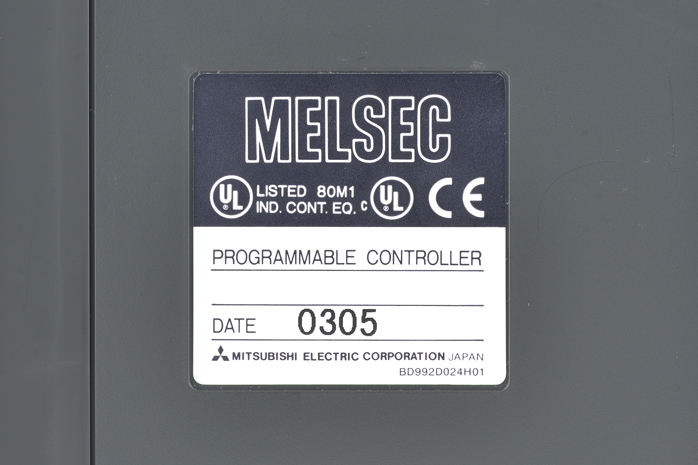 MELSEC
UL LISTED 80M1 IND. CONT. EQ. c UL CE
PROGRAMMABLE CONTROLLER
DATE 0305
MITSUBISHI ELECTRIC CORPORATION JAPAN
BD992D024H01